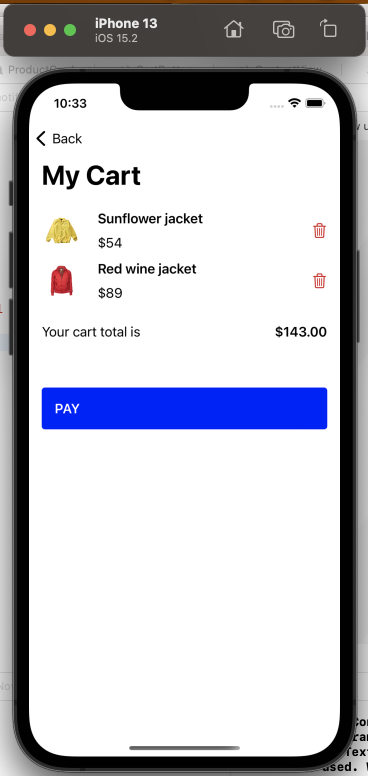 iPhone 13
iOS 15.2
10:33
Back
My Cart
Sunflower jacket
$54
Red wine jacket
$89
Your cart total is $143.00
PAY
used.